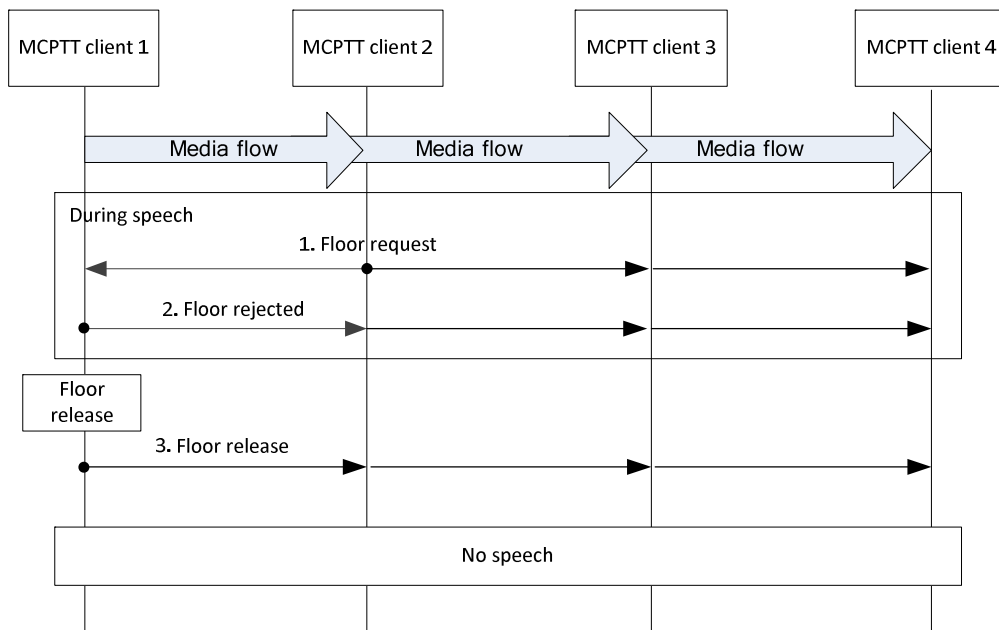 MCPTT client 1
MCPTT client 2
MCPTT client 3
MCPTT client 4
Media flow
Media flow
Media flow
During speech
1. Floor request
2. Floor rejected
Floor
release
3. Floor release
No speech